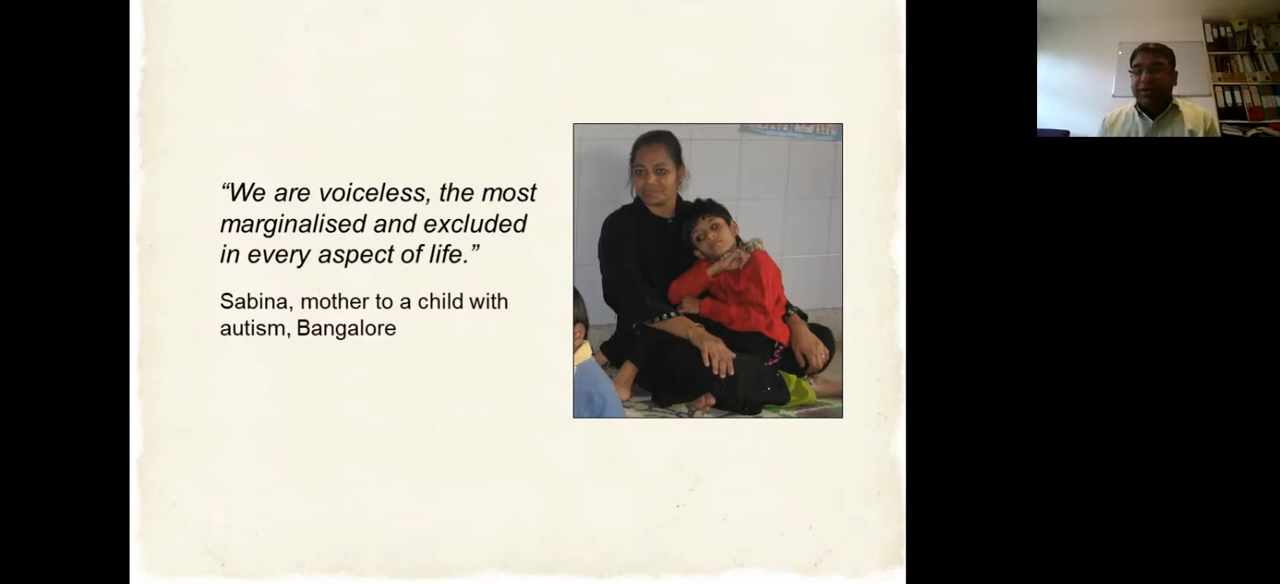 “We are voiceless, the most
marginalised and excluded
in every aspect of life.”
Sabina, mother to a child with
autism, Bangalore